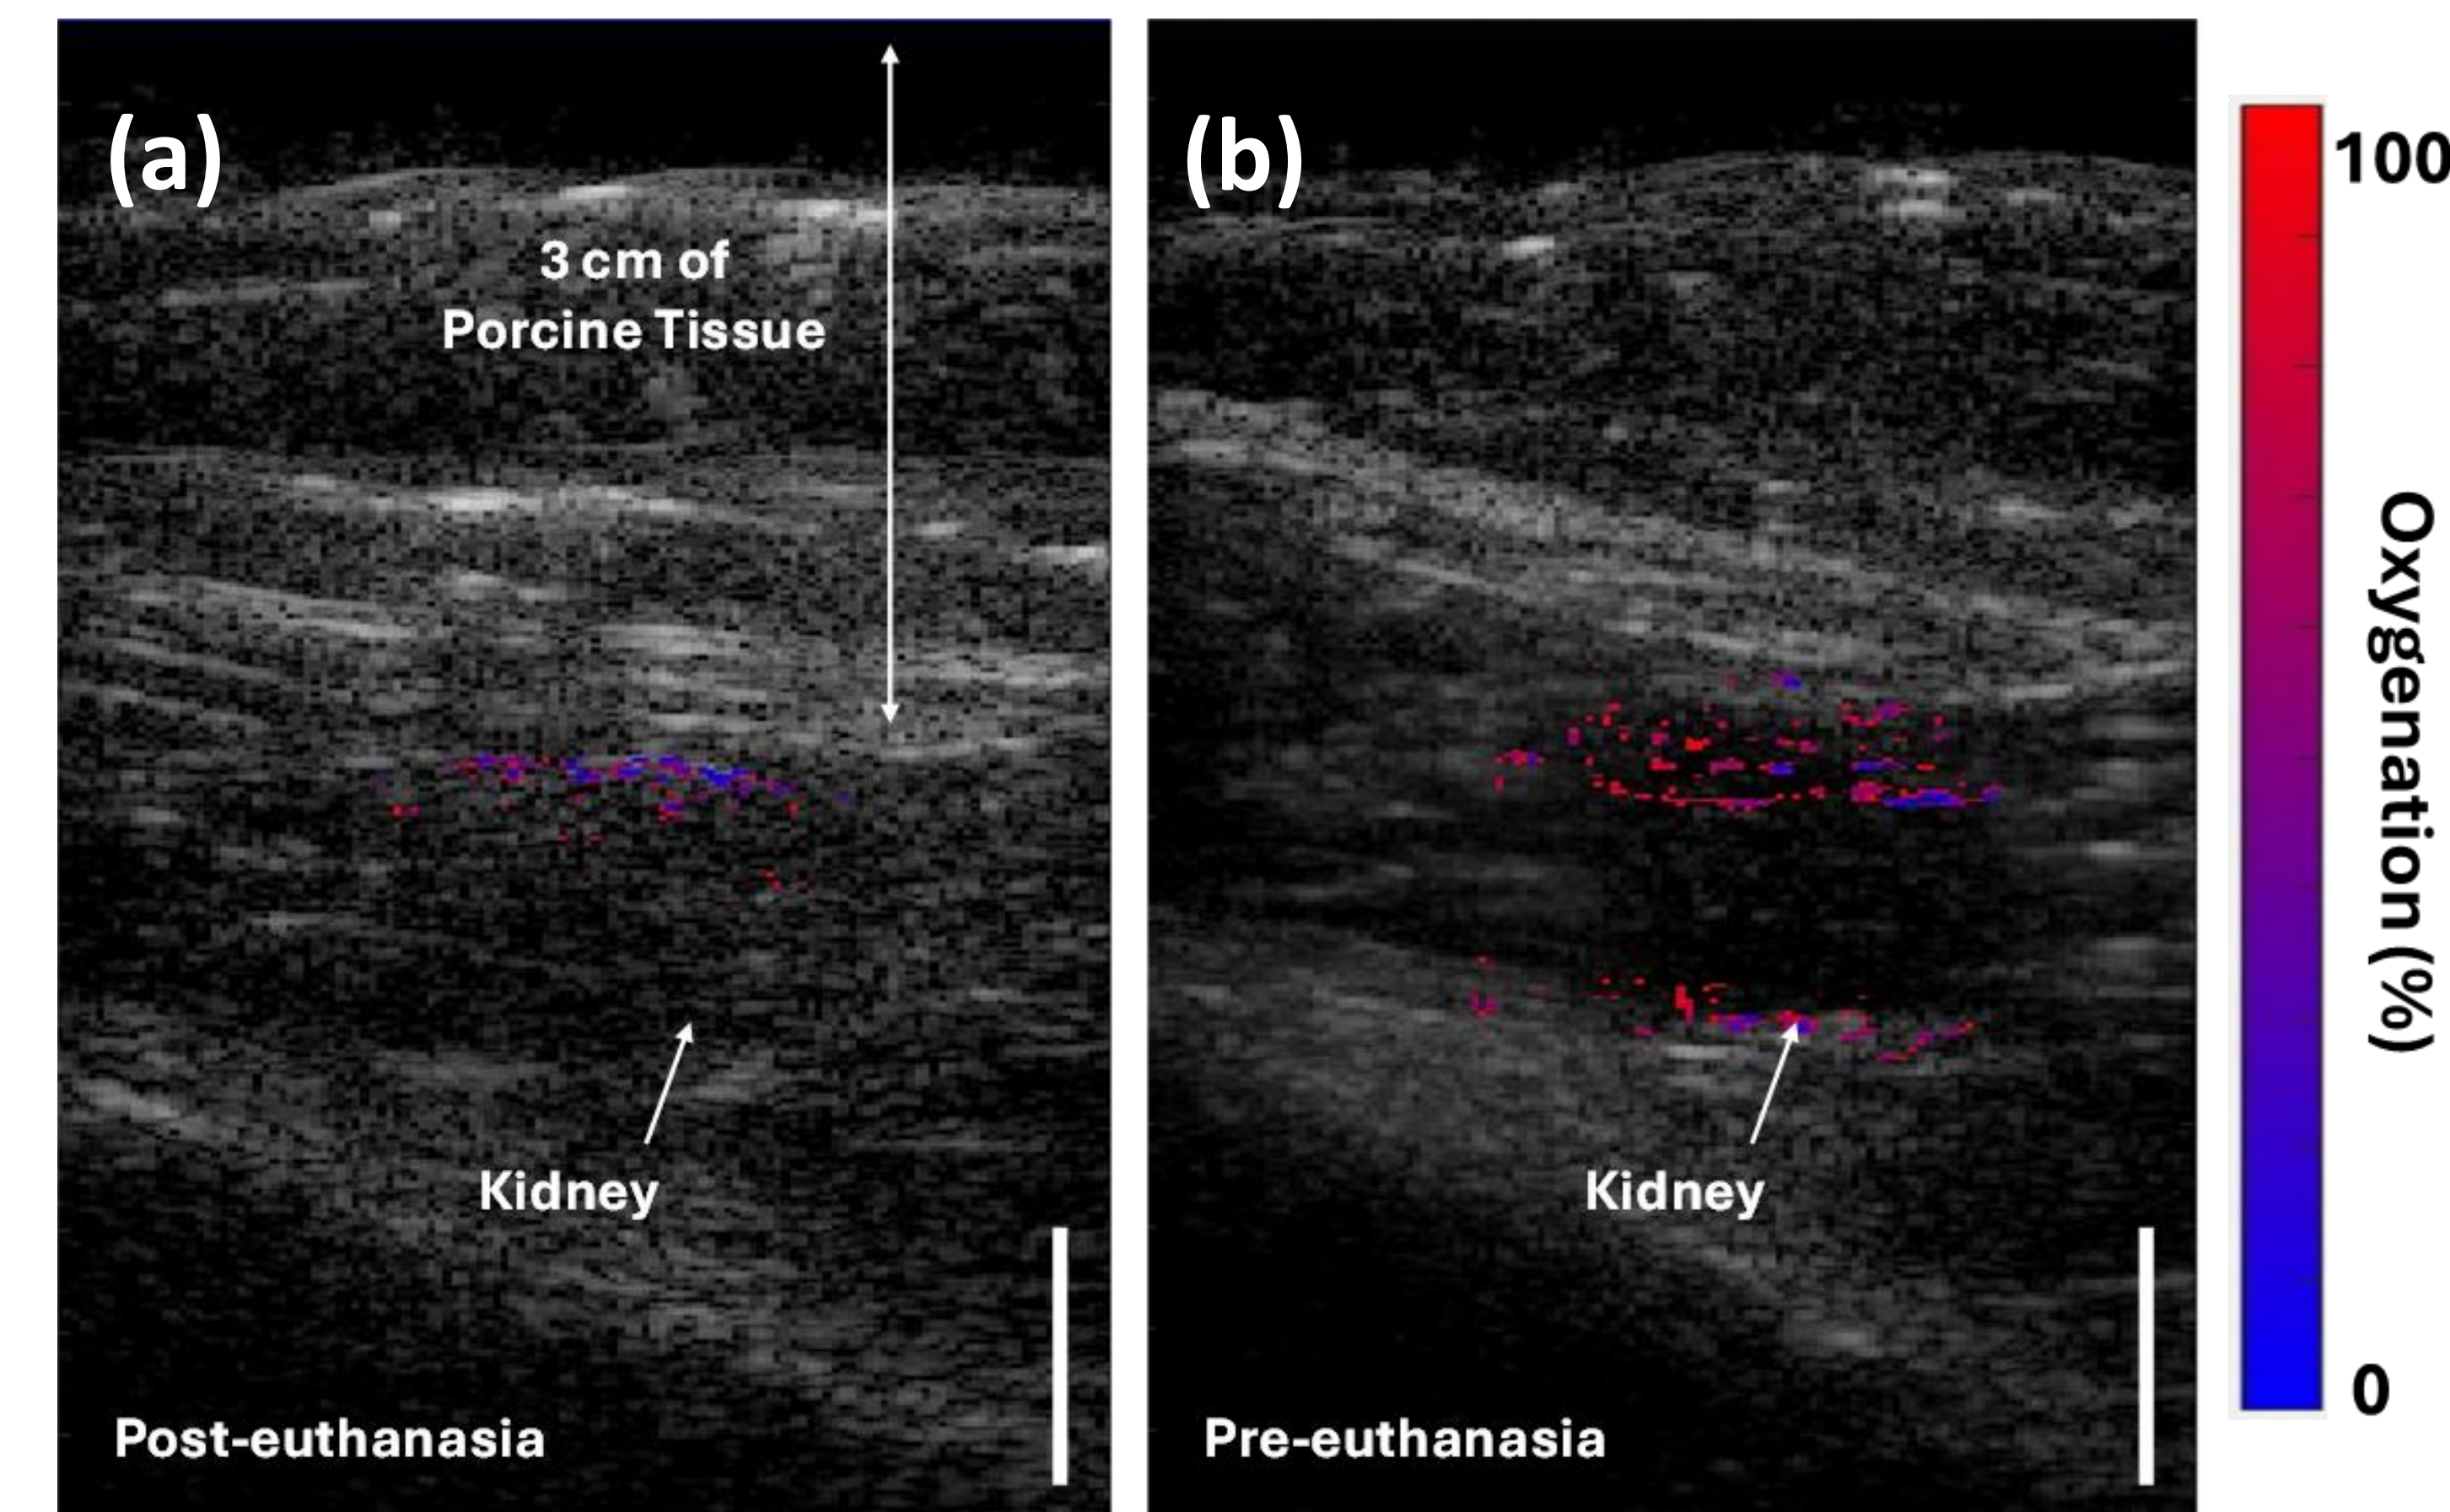 (a)
3 cm of
Porcine Tissue
Kidney
Post-euthanasia
(b)
Kidney
Pre-euthanasia
100
Oxygenation (%)
0